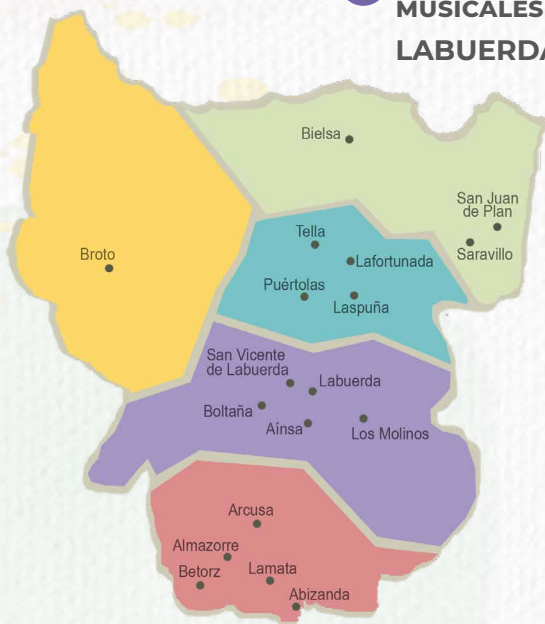 MUSICALES
LABUERDA
Bielsa
San Juan
de Plan
Saravillo
Tella
Lafortunada
Puértolas
Laspuña
Broto
San Vicente
de Labuerda
Labuerda
Boltaña
Aínsa
Los Molinos
Arcusa
Almazorre
Betorz
Lamata
Abizanda